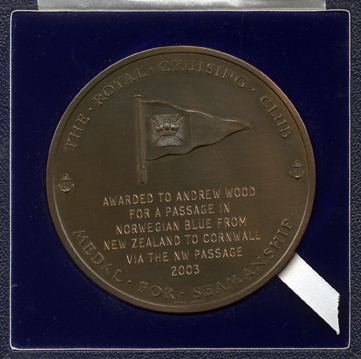 THE · ROYAL · CRUISING · CLUB
AWARDED TO ANDREW WOOD
FOR A PASSAGE IN
NORWEGIAN BLUE FROM
NEW ZEALAND TO CORNWALL
VIA THE NW PASSAGE
2003
MEDAL · FOR · SEAMANSHIP